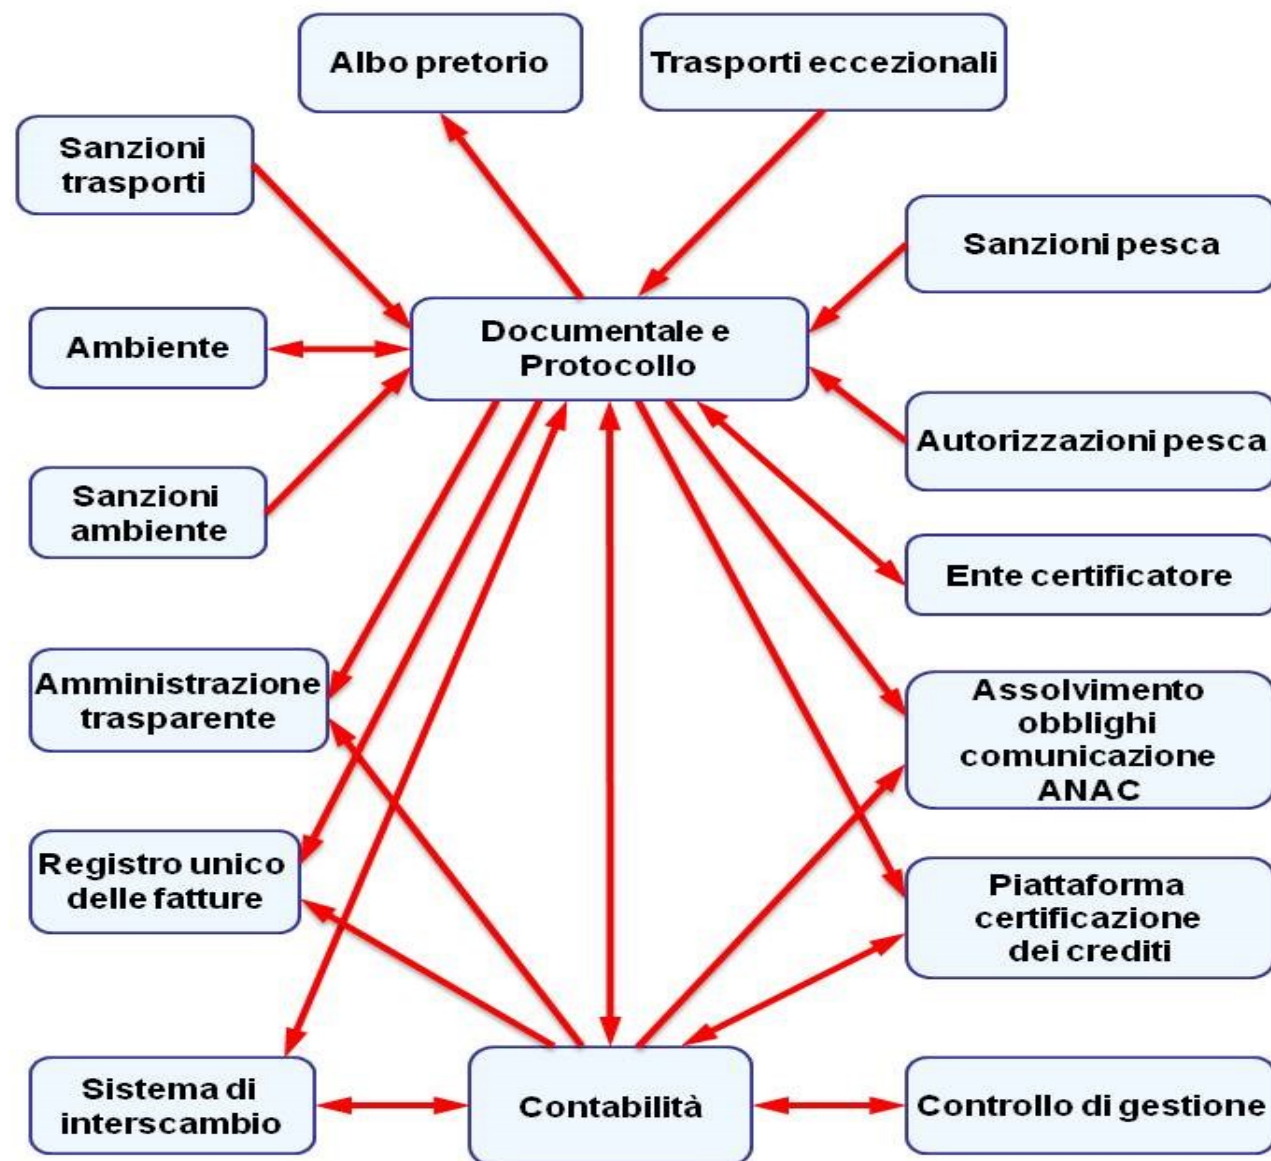 Albo pretorio
Trasporti eccezionali
Sanzioni
trasporti
Sanzioni pesca
Ambiente
Documentale e
Protocollo
Autorizzazioni pesca
Sanzioni
ambiente
Ente certificatore
Amministrazione
trasparente
Assolvimento
obblighi
comunicazione
ANAC
Registro unico
delle fatture
Piattaforma
certificazione
dei crediti
Sistema di
interscambio
Contabilità
Controllo di gestione